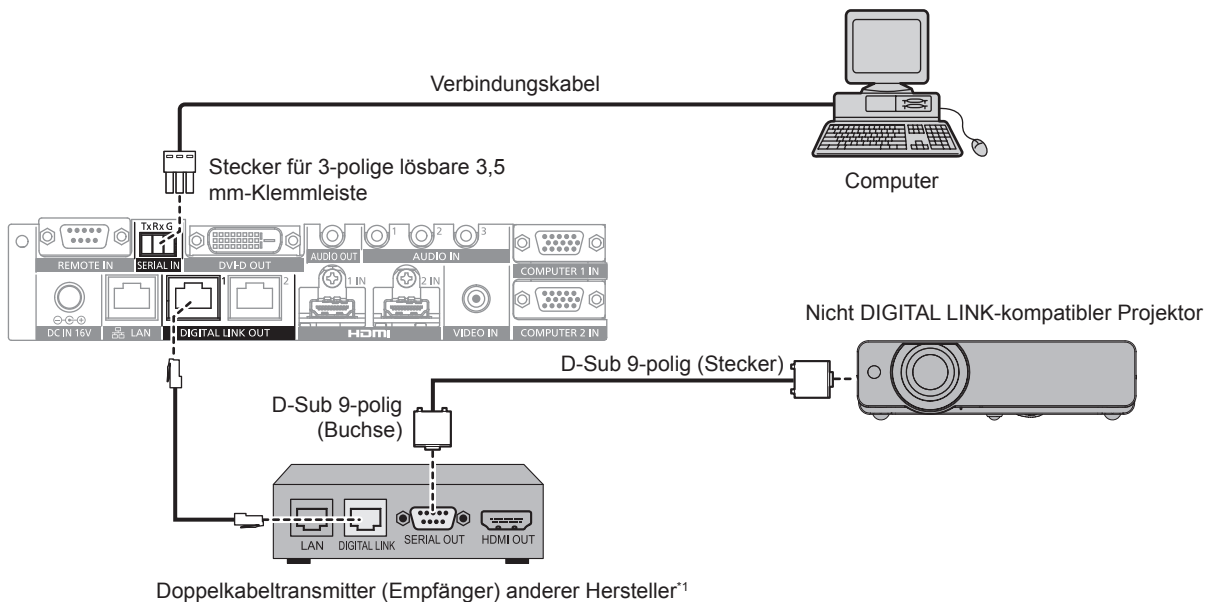 Verbindungskabel
Stecker für 3-polige lösbare 3,5
mm-Klemmleiste
Computer
TxRx G
1
2
3
REMOTE IN
SERIAL IN
DVI-D OUT
AUDIO OUT
AUDIO IN
COMPUTER 1 IN
1
2
1 IN
2 IN
DC IN 16V
LAN
DIGITAL LINK OUT
HDMI
VIDEO IN
COMPUTER 2 IN
Nicht DIGITAL LINK-kompatibler Projektor
D-Sub 9-polig (Stecker)
D-Sub 9-polig
(Buchse)
LAN
DIGITAL LINK
SERIAL OUT
HDMI OUT
Doppelkabeltransmitter (Empfänger) anderer Hersteller*1